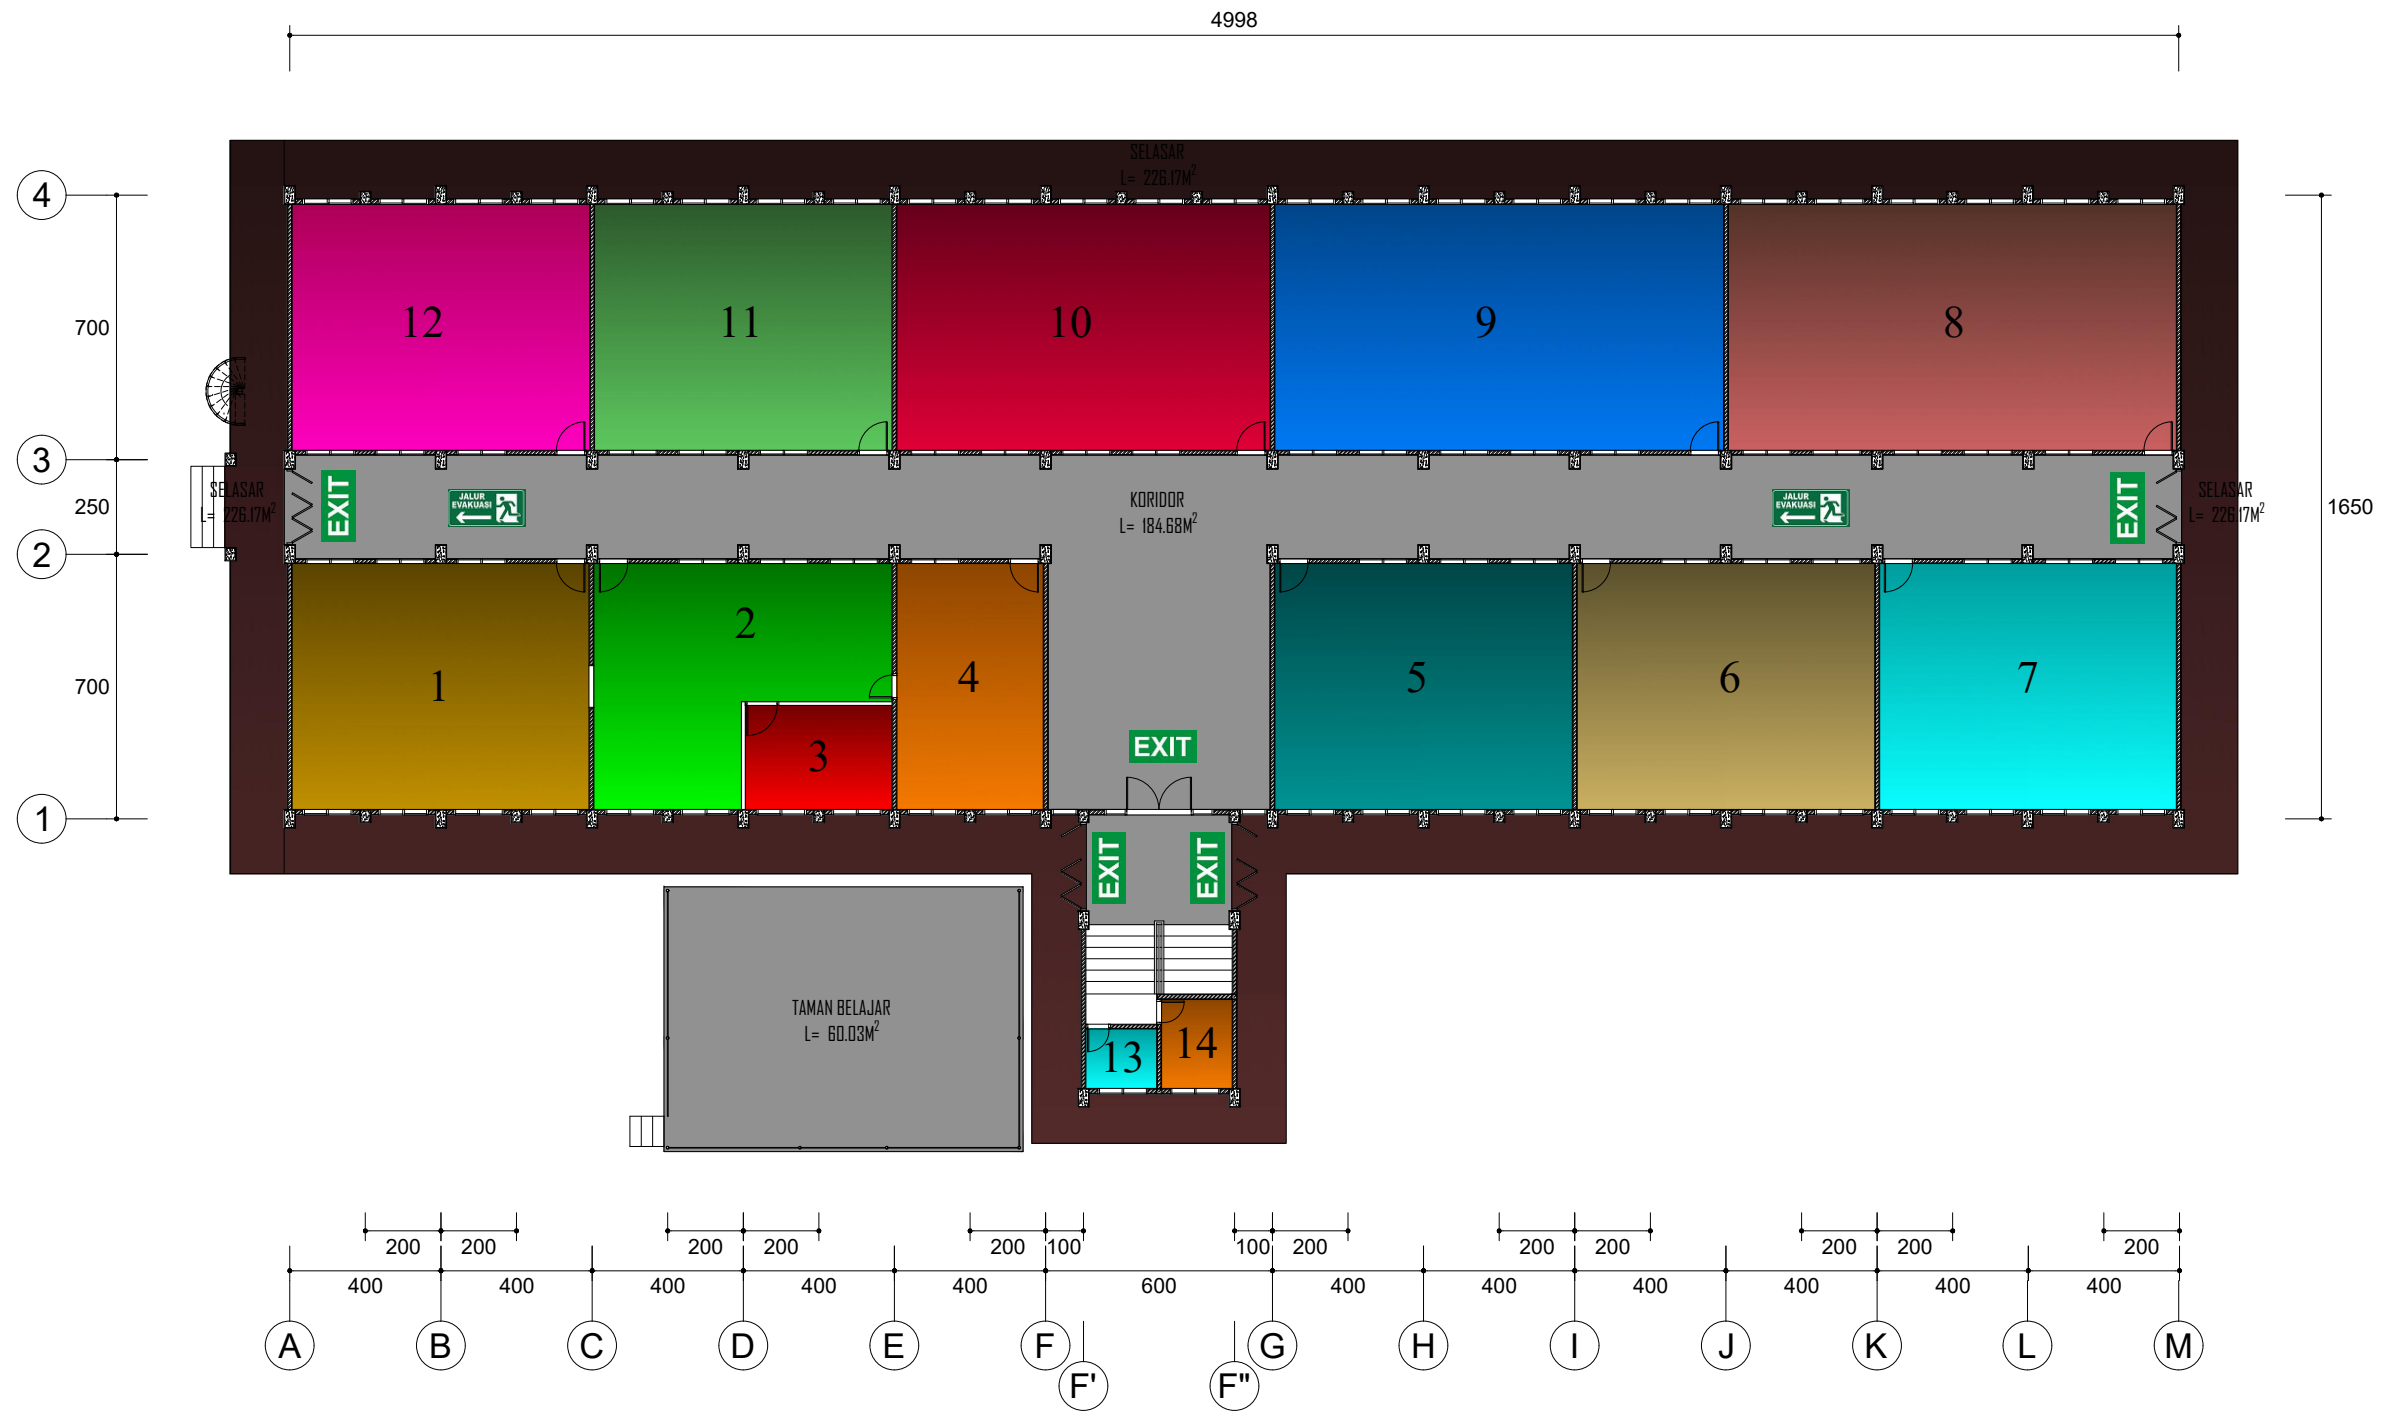 4998
SELASAR
L= 226.17M²
4
3
2
1
700
250
700
1650
12
11
10
9
8
SELASAR
L= 226.17M²
EXIT
JALUR
EVAKUASI
KORIDOR
L= 184.68M²
JALUR
EVAKUASI
EXIT
SELASAR
L= 226.17M²
1
2
3
4
5
6
7
EXIT
EXIT
EXIT
TAMAN BELAJAR
L= 60.03M²
13
14
200 200 200 200 200 100 100 200 200 200 200 200 200
400 400 400 400 400 600 400 400 400 400 400 400
A B C D E F G H I J K L M
F' F"